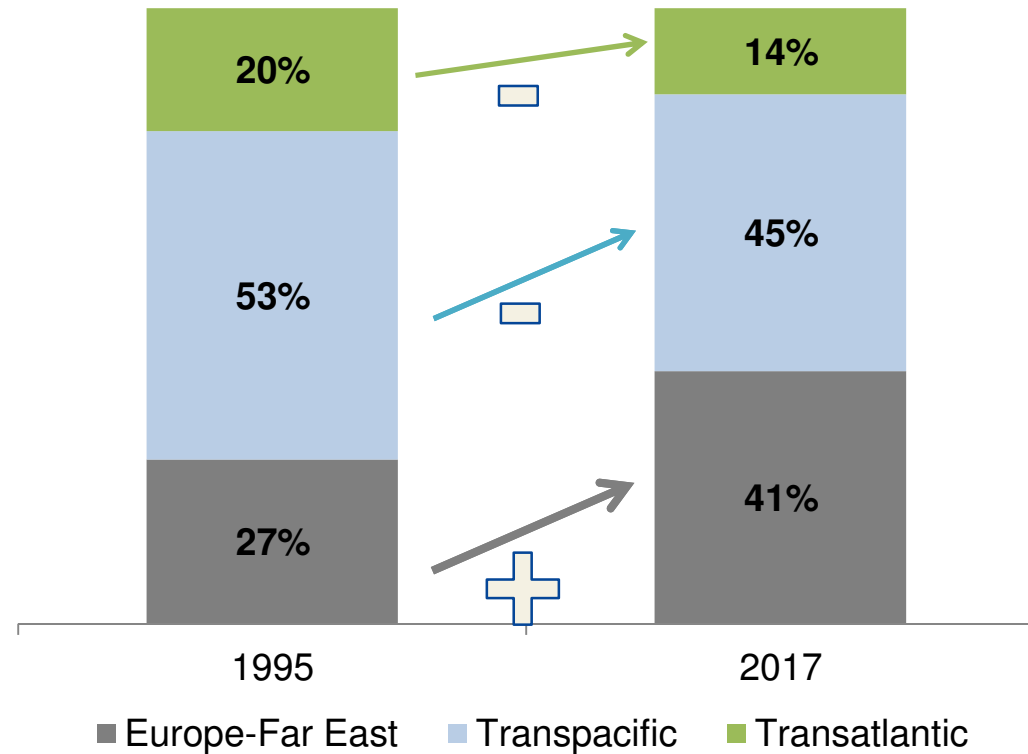 20%
14%
53%
45%
27%
41%
1995
2017
Europe-Far East
Transpacific
Transatlantic